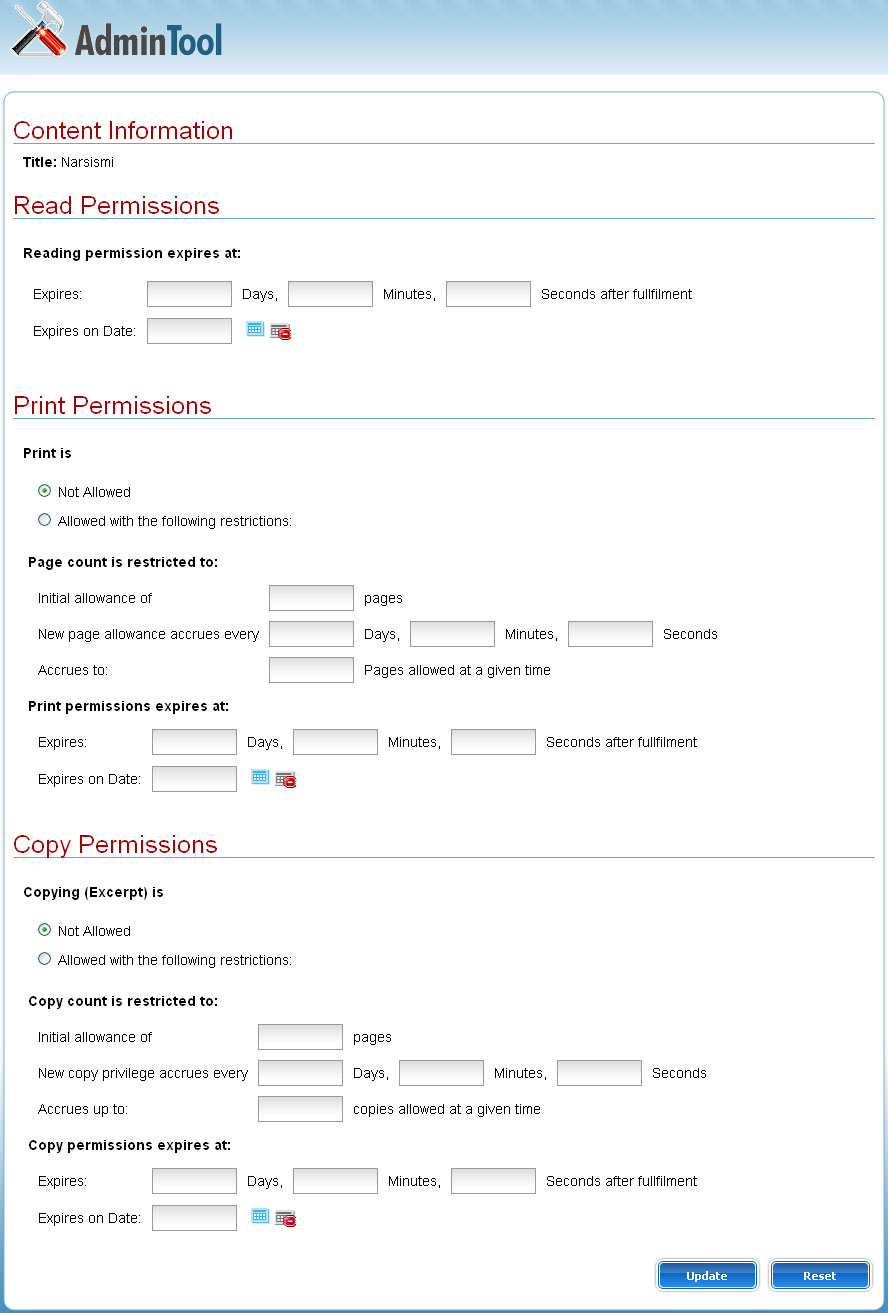 AdminTool
Content Information
Title: Narsismi
Read Permissions
Reading permission expires at:
Expires: Days, Minutes, Seconds after fullfilment
Expires on Date:
Print Permissions
Print is
Not Allowed
Allowed with the following restrictions:
Page count is restricted to:
Initial allowance of pages
New page allowance accrues every Days, Minutes, Seconds
Accrues to: Pages allowed at a given time
Print permissions expires at:
Expires: Days, Minutes, Seconds after fullfilment
Expires on Date:
Copy Permissions
Copying (Excerpt) is
Not Allowed
Allowed with the following restrictions:
Copy count is restricted to:
Initial allowance of pages
New copy privilege accrues every Days, Minutes, Seconds
Accrues up to: copies allowed at a given time
Copy permissions expires at:
Expires: Days, Minutes, Seconds after fullfilment
Expires on Date:
Update Reset